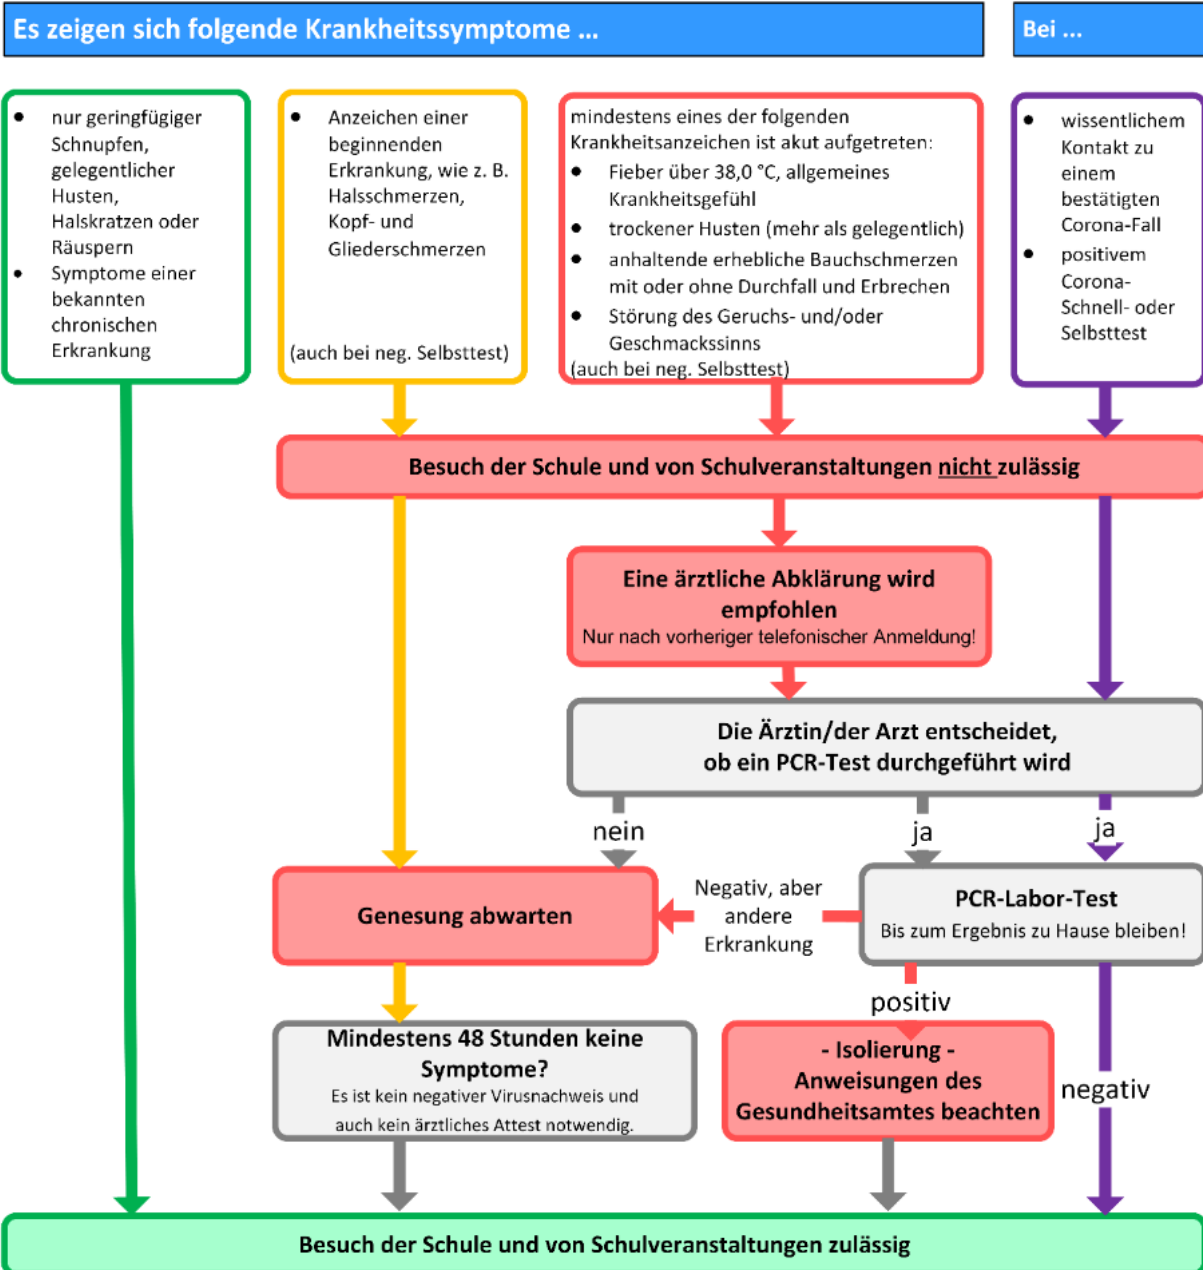 Es zeigen sich folgende Krankheitssymptome ...
Bei ...
• nur geringfügiger
Schnupfen,
gelegentlicher
Husten,
Halskratzen oder
Räuspern
• Symptome einer
bekannten
chronischen
Erkrankung
• Anzeichen einer
beginnenden
Erkrankung, wie z. B.
Halsschmerzen,
Kopf- und
Gliederschmerzen
(auch bei neg. Selbsttest)
mindestens eines der folgenden
Krankheitsanzeichen ist akut aufgetreten:
• Fieber über 38,0 °C, allgemeines
Krankheitsgefühl
• trockener Husten (mehr als gelegentlich)
• anhaltende erhebliche Bauchschmerzen
mit oder ohne Durchfall und Erbrechen
• Störung des Geruchs- und/oder
Geschmackssinns
(auch bei neg. Selbsttest)
• wissentlichem
Kontakt zu
einem
bestätigten
Corona-Fall
• positivem
Corona-
Schnell- oder
Selbsttest
Besuch der Schule und von Schulveranstaltungen nicht zulässig
Eine ärztliche Abklärung wird
empfohlen
Nur nach vorheriger telefonischer Anmeldung!
Die Ärztin/der Arzt entscheidet,
ob ein PCR-Test durchgeführt wird
nein
ja
ja
Genesung abwarten
Negativ, aber
andere
Erkrankung
PCR-Labor-Test
Bis zum Ergebnis zu Hause bleiben!
positiv
Mindestens 48 Stunden keine
Symptome?
Es ist kein negativer Virusnachweis und
auch kein ärztliches Attest notwendig.
- Isolierung -
Anweisungen des
Gesundheitsamtes beachten
negativ
Besuch der Schule und von Schulveranstaltungen zulässig